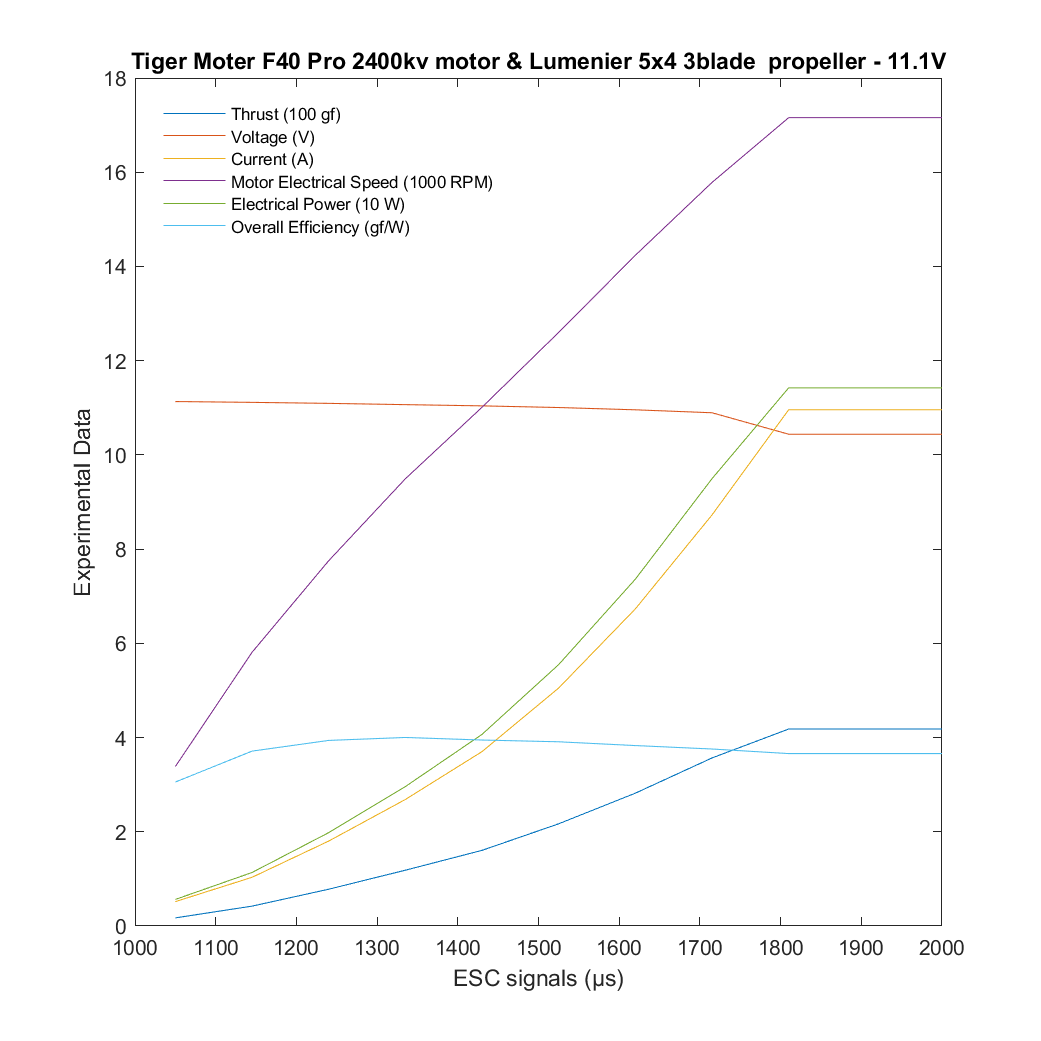 Tiger Moter F40 Pro 2400kv motor & Lumenier 5x4 3blade  propeller - 11.1V
18
16
14
12
10
8
6
4
2
0
Experimental Data
Thrust (100 gf)
Voltage (V)
Current (A)
Motor Electrical Speed (1000 RPM)
Electrical Power (10 W)
Overall Efficiency (gf/W)
1000 1100 1200 1300 1400 1500 1600 1700 1800 1900 2000
ESC signals (µs)